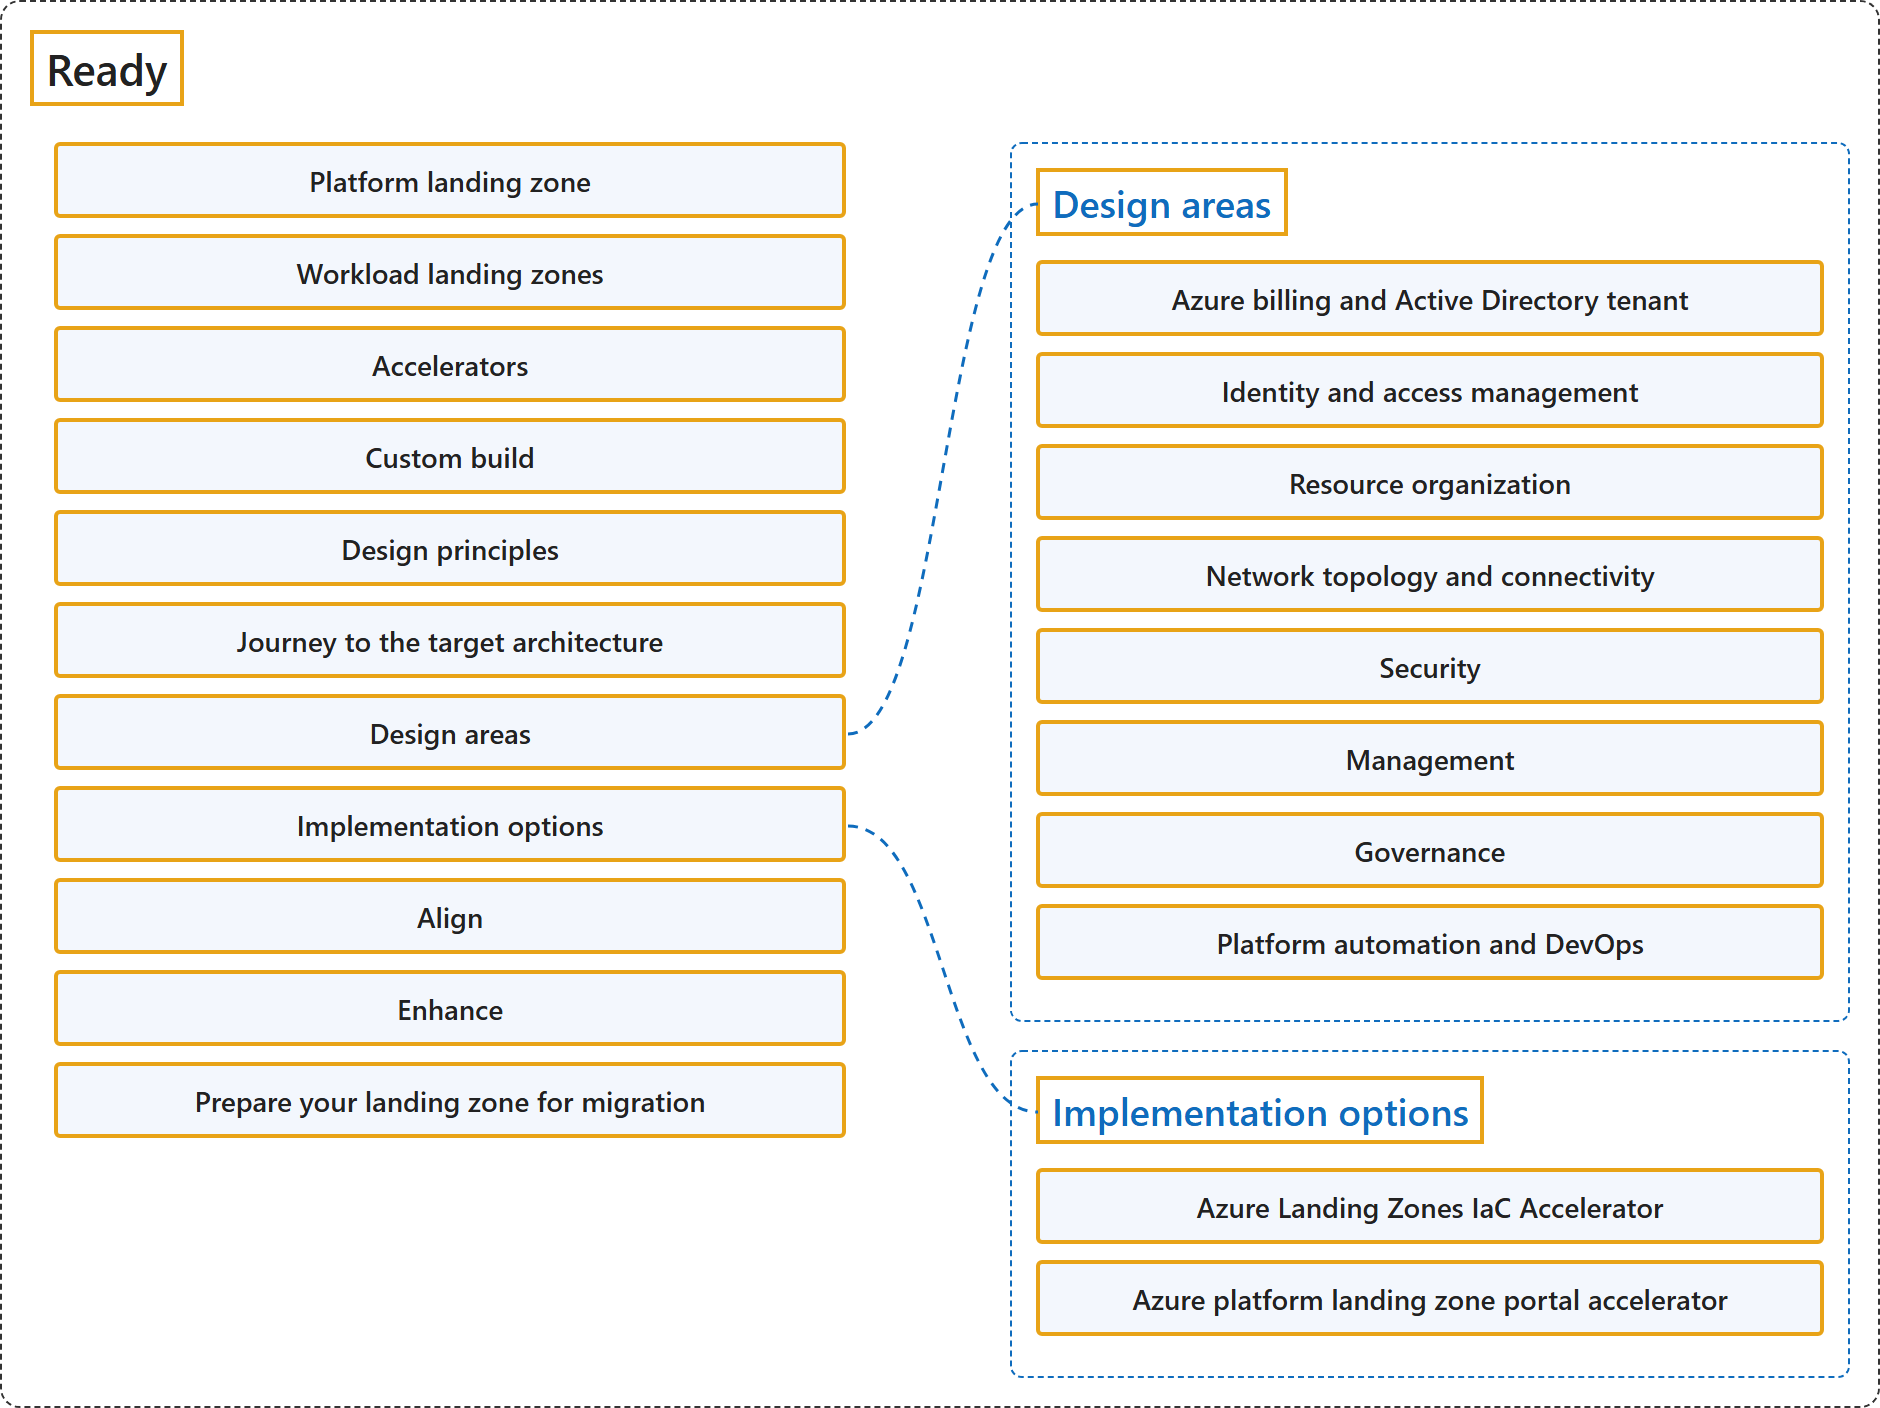 Ready
Platform landing zone
Workload landing zones
Accelerators
Custom build
Design principles
Journey to the target architecture
Design areas
Implementation options
Align
Enhance
Prepare your landing zone for migration
Design areas
Azure billing and Active Directory tenant
Identity and access management
Resource organization
Network topology and connectivity
Security
Management
Governance
Platform automation and DevOps
Implementation options
Azure Landing Zones IaC Accelerator
Azure platform landing zone portal accelerator